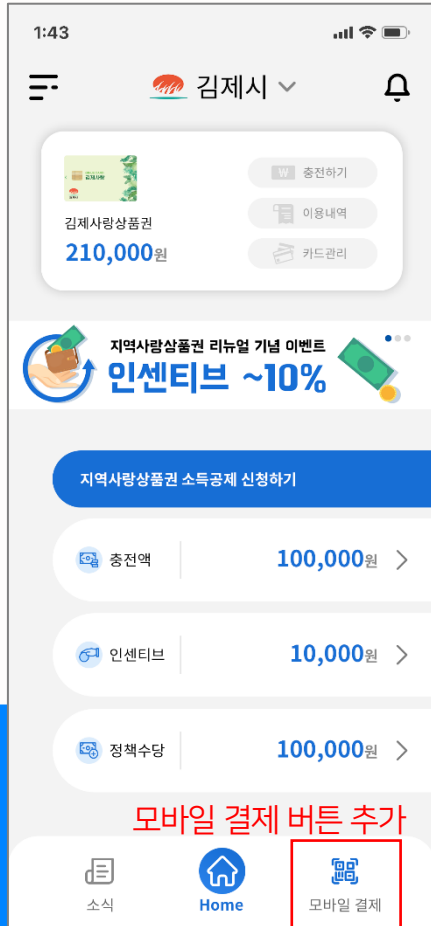 1:43
김제시
김제사랑
W 충전하기
김제사랑상품권
이용내역
210,000원
카드관리
지역사랑상품권 리뉴얼 기념 이벤트
인센티브 ~10%
지역사랑상품권 소득공제 신청하기
충전액 100,000원
인센티브 10,000원
정책수당 100,000원
모바일 결제 버튼 추가
소식 Home 모바일 결제